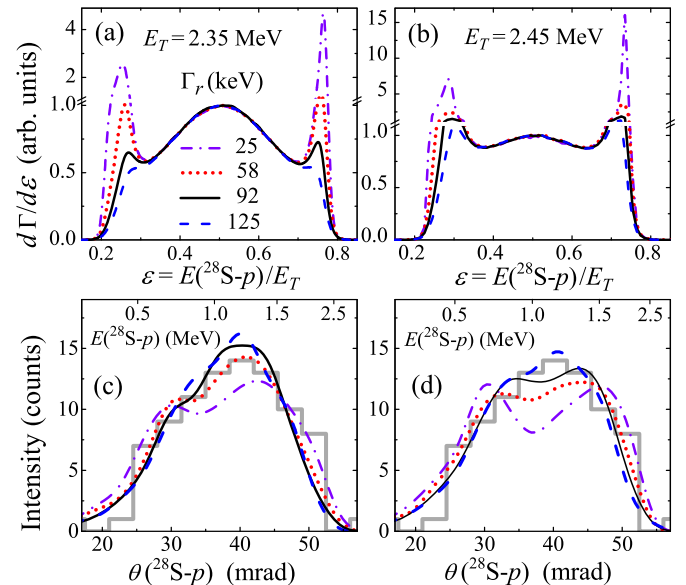 (a) E_T = 2.35 MeV
Γ_r (keV)
25
58
92
125
4
2
1.0
0.5
0.0
dΓ/dε (arb. units)
0.2 0.4 0.6 0.8
ε = E(²⁸S-p)/E_T
(b) E_T = 2.45 MeV
15
10
5
1.0
0.5
0.0
0.2 0.4 0.6 0.8
ε = E(²⁸S-p)/E_T
0.5 1.0 1.5 2.5
E(²⁸S-p) (MeV)
(c)
15
10
5
0
Intensity (counts)
20 30 40 50
θ(²⁸S-p) (mrad)
0.5 1.0 1.5 2.5
E(²⁸S-p) (MeV)
(d)
15
10
5
0
20 30 40 50
θ(²⁸S-p) (mrad)